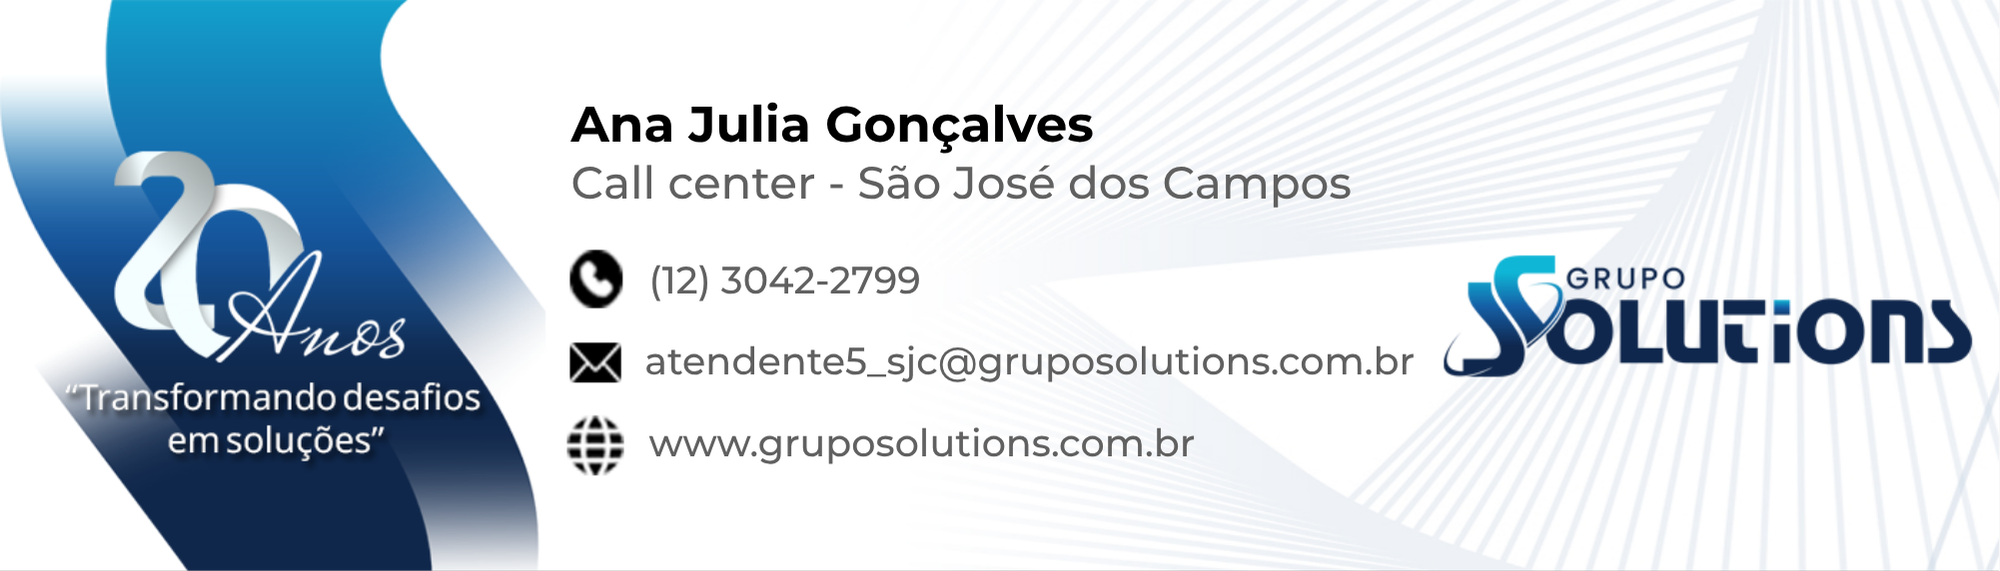 20
Anos
“Transformando desafios
em soluções”
Ana Julia Gonçalves
Call center - São José dos Campos
(12) 3042-2799
atendente5_sjc@gruposolutions.com.br
www.gruposolutions.com.br
GRUPO
SOLUTiONS